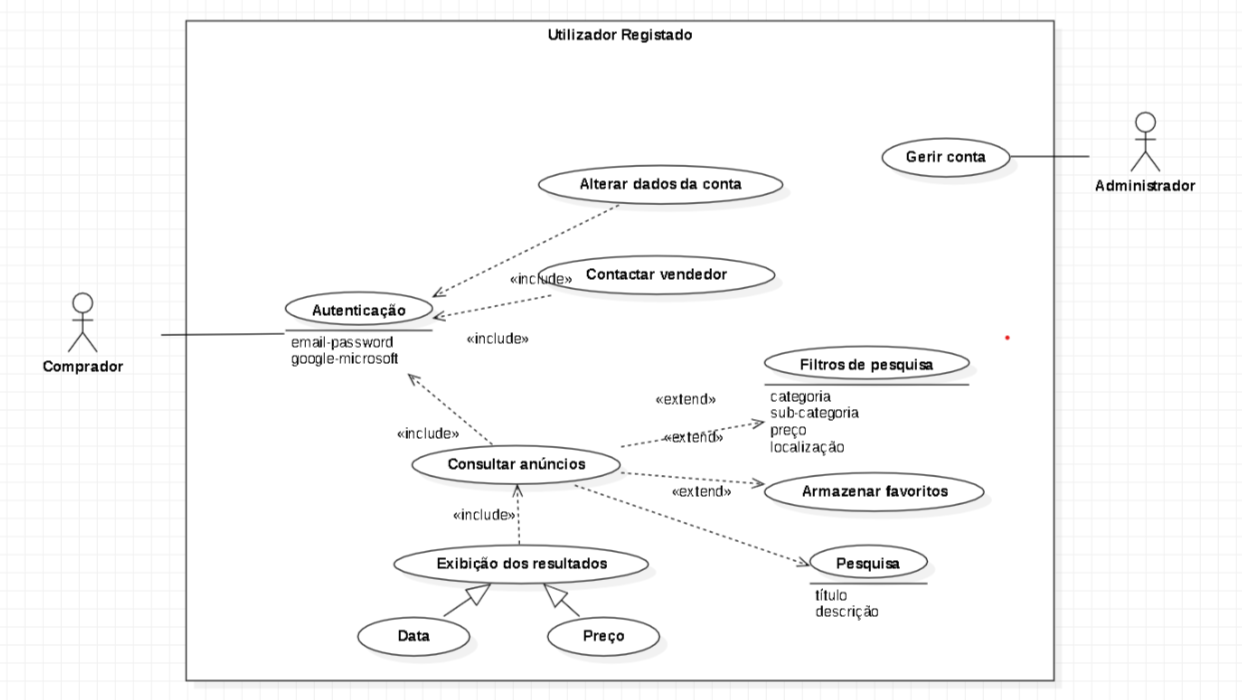 Utilizador Registado
Gerir conta
Administrador
Alterar dados da conta
«include»
Contactar vendedor
Autenticação
email-password
google-microsoft
«include»
Comprador
Filtros de pesquisa
categoria
sub-categoria
preço
localização
«extend»
«extend»
«include»
Consultar anúncios
«extend»
Armazenar favoritos
«include»
Exibição dos resultados
Pesquisa
título
descrição
Data
Preço